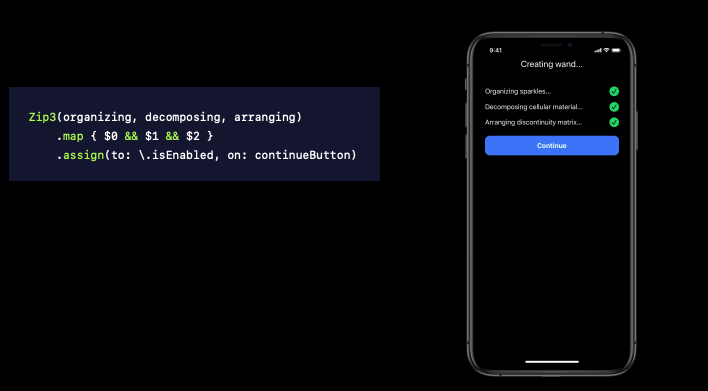 Zip3(organizing, decomposing, arranging)
    .map { $0 && $1 && $2 }
    .assign(to: \.isEnabled, on: continueButton)
9:41
Creating wand...
Organizing sparkles...
Decomposing cellular material...
Arranging discontinuity matrix...
Continue